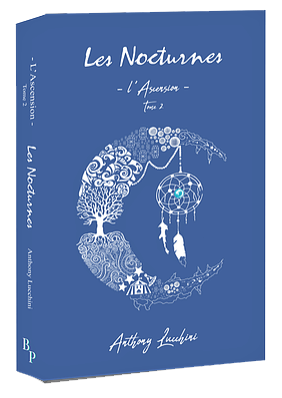 Les Nocturnes
- L'Ascension -
Tome 2
Anthony Lucchini
- L'Ascension -
Tome 2
Les Nocturnes
Anthony Lucchini
BP